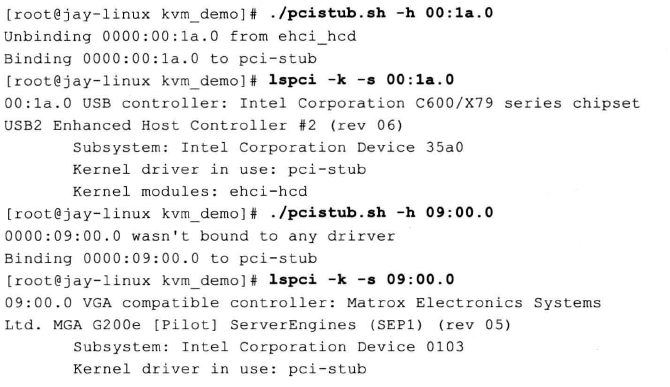 [root@jay-linux kvm_demo]# ./pcistub.sh -h 00:1a.0
Unbinding 0000:00:1a.0 from ehci_hcd
Binding 0000:00:1a.0 to pci-stub
[root@jay-linux kvm_demo]# lspci -k -s 00:1a.0
00:1a.0 USB controller: Intel Corporation C600/X79 series chipset
USB2 Enhanced Host Controller #2 (rev 06)
Subsystem: Intel Corporation Device 35a0
Kernel driver in use: pci-stub
Kernel modules: ehci-hcd
[root@jay-linux kvm_demo]# ./pcistub.sh -h 09:00.0
0000:09:00.0 wasn't bound to any drirver
Binding 0000:09:00.0 to pci-stub
[root@jay-linux kvm_demo]# lspci -k -s 09:00.0
09:00.0 VGA compatible controller: Matrox Electronics Systems
Ltd. MGA G200e [Pilot] ServerEngines (SEP1) (rev 05)
Subsystem: Intel Corporation Device 0103
Kernel driver in use: pci-stub